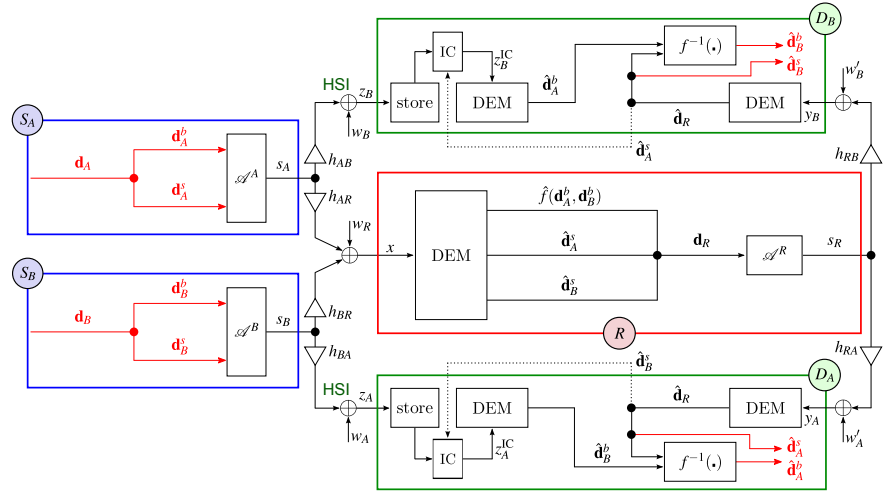 D_B
S_A
d_A
d_A^b
d_A^s
𝒜^A
s_A
h_AB
h_AR
HSI
z_B
w_B
store
IC
z_B^IC
DEM
d̂_A^b
f^{-1}(.)
d̂_B^b
d̂_B^s
DEM
d̂_R
d̂_A^s
y_B
w'_B
h_RB
w_R
x
DEM
f̂(d_A^b, d_B^b)
d̂_A^s
d̂_B^s
d_R
𝒜^R
s_R
R
S_B
d_B
d_B^b
d_B^s
𝒜^B
s_B
h_BR
h_BA
HSI
z_A
w_A
d̂_B^s
D_A
h_RA
store
DEM
d̂_R
DEM
y_A
w'_A
IC
z_A^IC
d̂_B^b
f^{-1}(.)
d̂_A^s
d̂_A^b